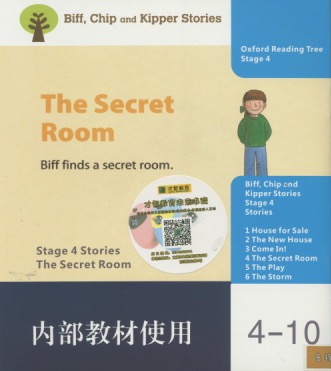 Biff, Chip and Kipper Stories
Oxford Reading Tree
Stage 4
The Secret
Room
Biff finds a secret room.
Biff, Chip and
Kipper Stories
Stage 4
Stories
1 House for Sale
2 The New House
3 Come In!
4 The Secret Room
5 The Play
6 The Storm
Stage 4 Stories
The Secret Room
内部教材使用
4-10